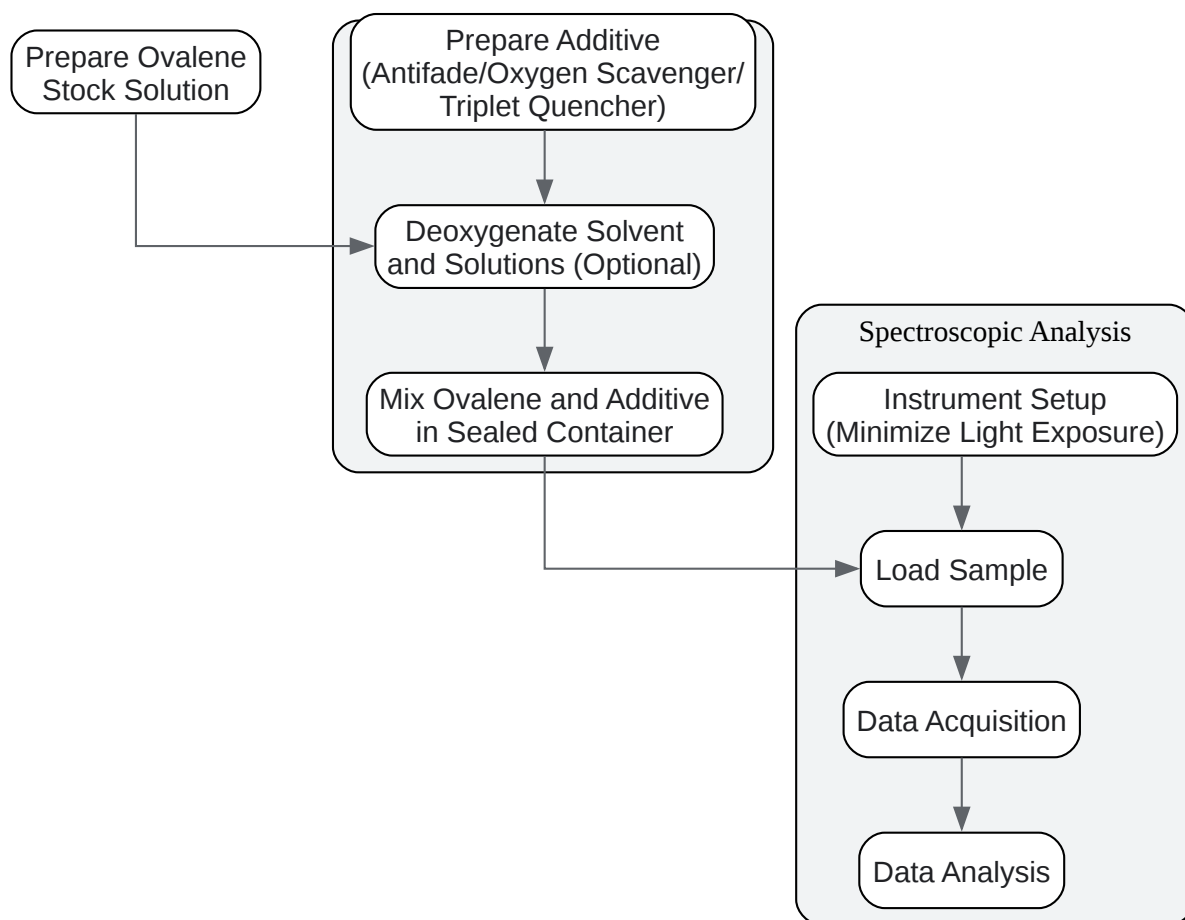 Prepare Ovalene
Stock Solution
Prepare Additive
(Antifade/Oxygen Scavenger/
Triplet Quencher)
Deoxygenate Solvent
and Solutions (Optional)
Mix Ovalene and Additive
in Sealed Container
Spectroscopic Analysis
Instrument Setup
(Minimize Light Exposure)
Load Sample
Data Acquisition
Data Analysis